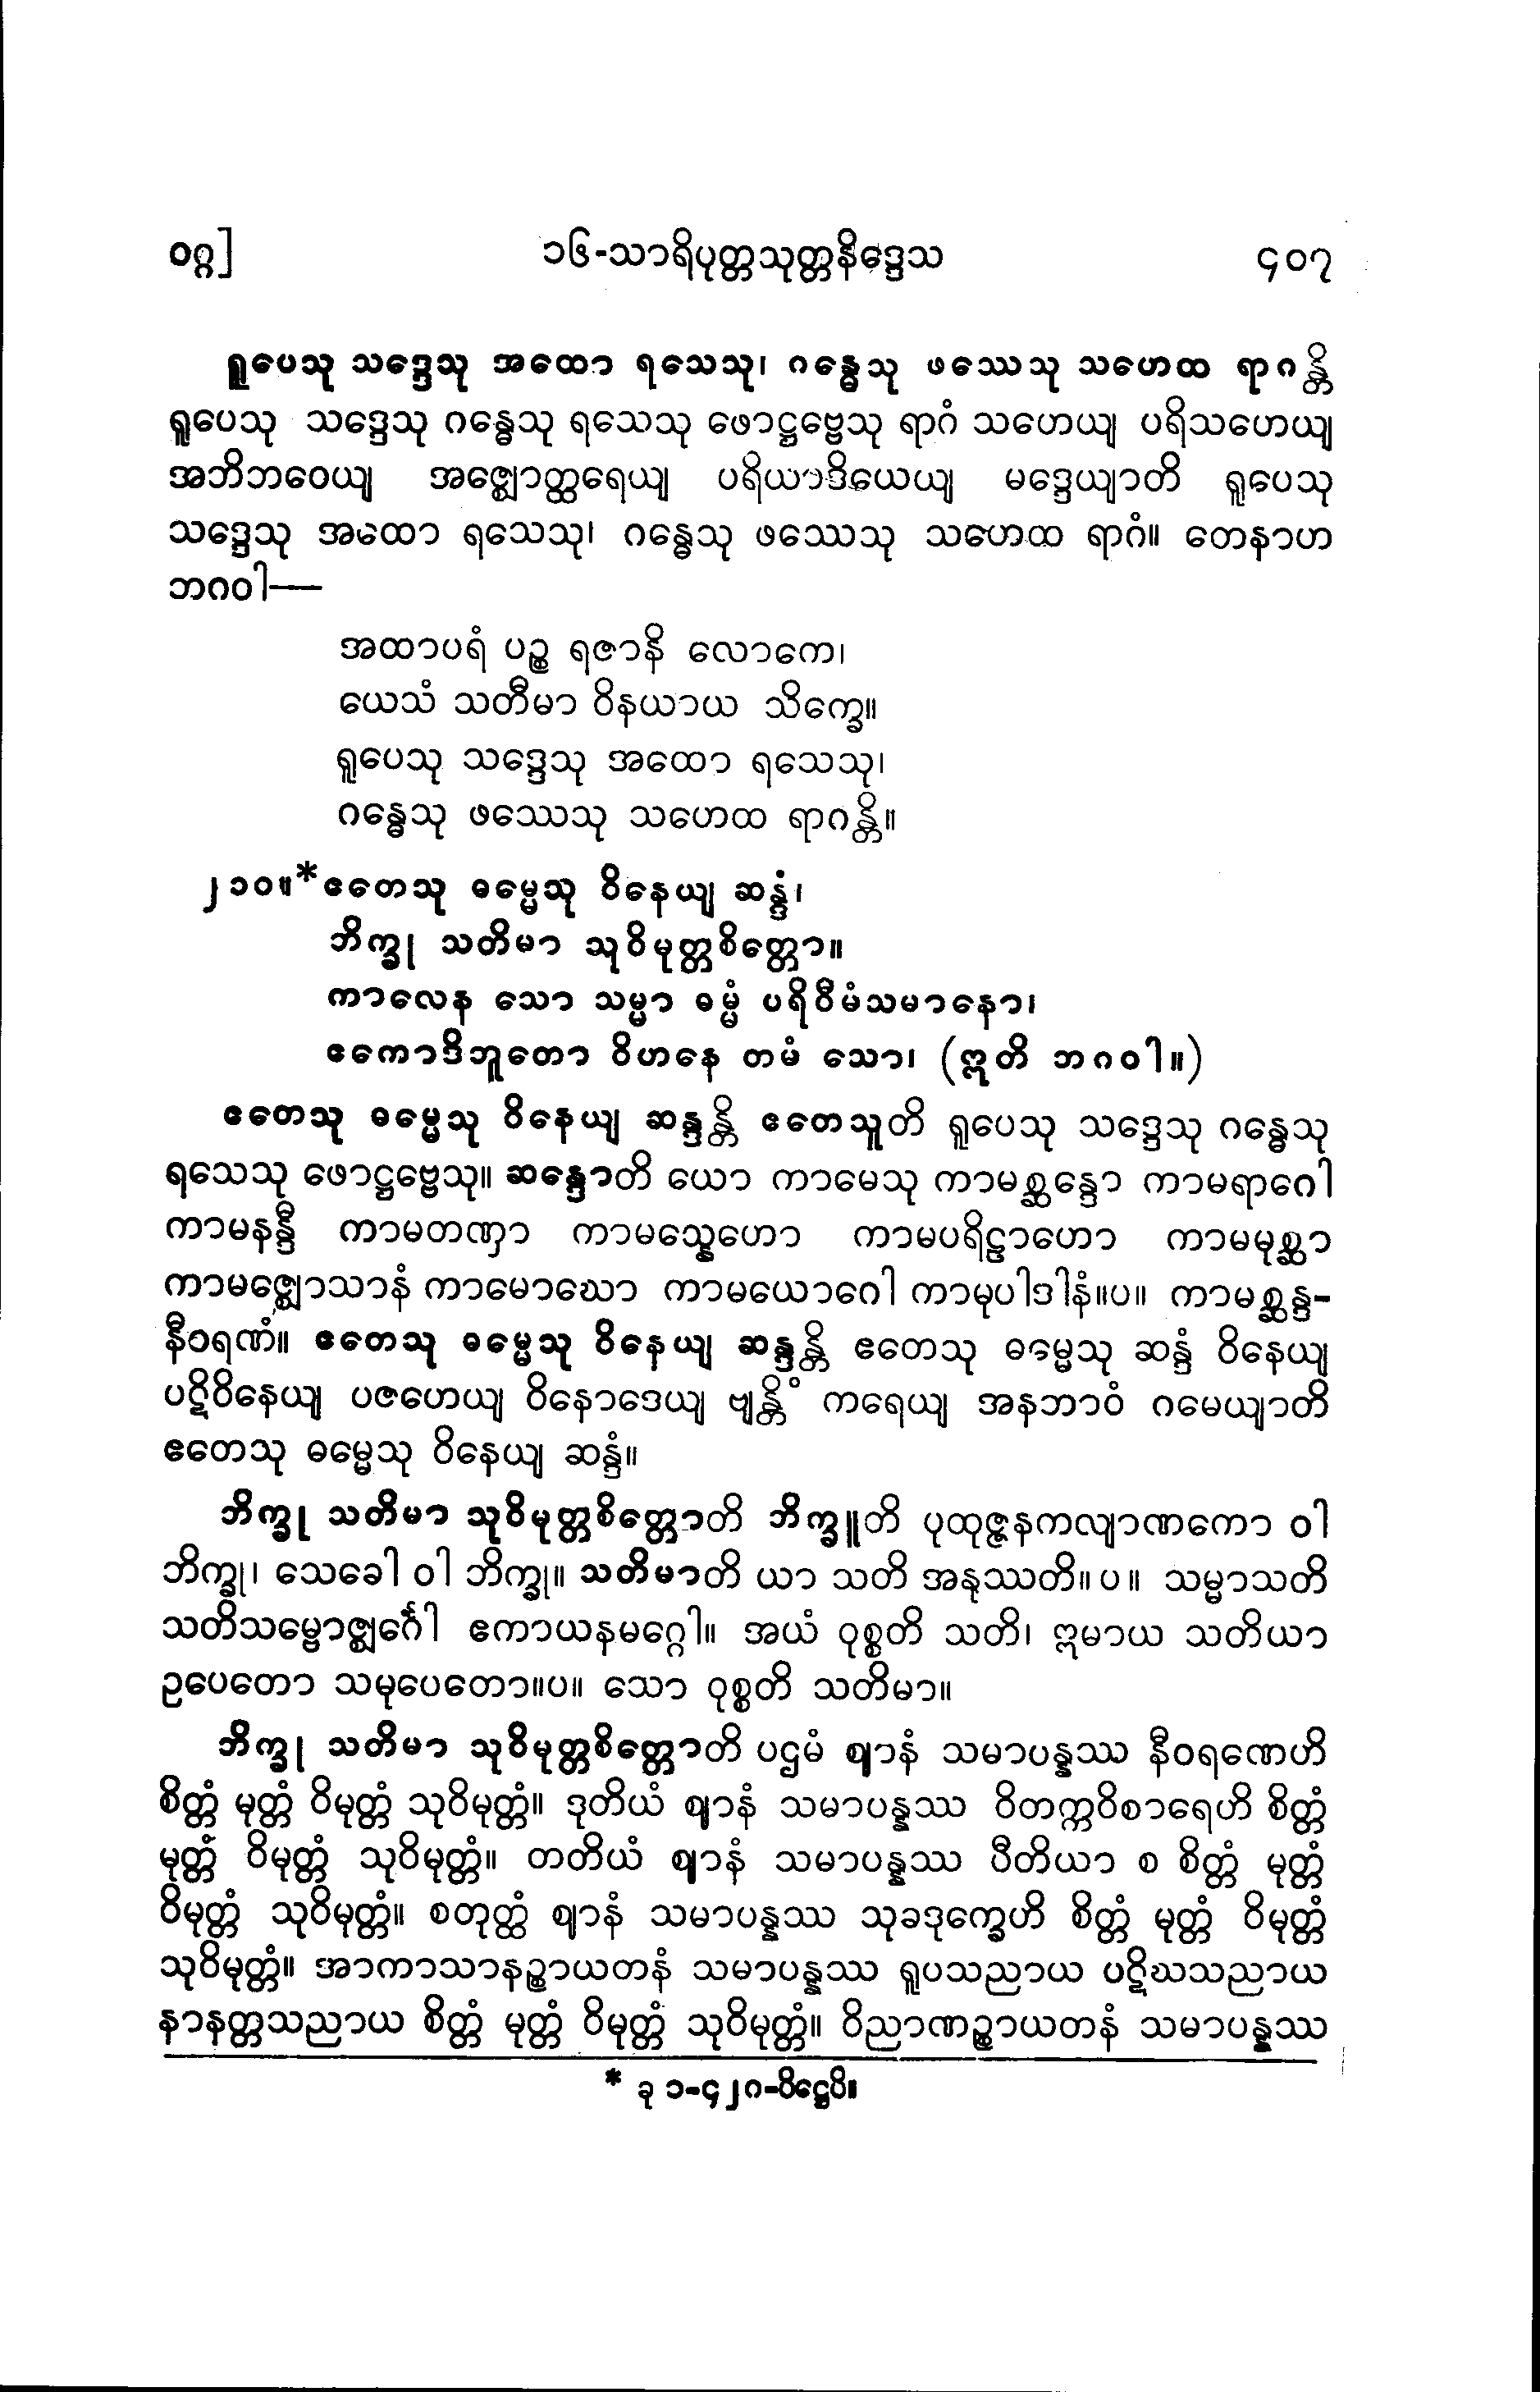 ဝဂ္ဂ]
၁၆-သာရိပုတ္တသုတ္တနိဒ္ဒေသ
၄၀၇
ရူပေသု သဒ္ဒေသု အထော ရသေသု၊ ဂန္ဓေသု ဖဿေသု သဟေထ ရာဂန္တိ
ရူပေသု သဒ္ဒေသု ဂန္ဓေသု ရသေသု ဖောဋ္ဌဗ္ဗေသု ရာဂံ သဟေယျ ပရိသဟေယျ
အဘိဘဝေယျ အဇ္ဈောတ္ထရေယျ ပရိယာဒိယေယျ မဒ္ဒေယျာတိ ရူပေသု
သဒ္ဒေသု အထော ရသေသု၊ ဂန္ဓေသု ဖဿေသု သဟေထ ရာဂံ။ တေနာဟ
ဘဂဝါ—
အထာပရံ ပဉ္စ ရဇာနိ လောကေ၊
ယေသံ သတီမာ ဝိနယာယ သိက္ခေ။
ရူပေသု သဒ္ဒေသု အထော ရသေသု၊
ဂန္ဓေသု ဖဿေသု သဟေထ ရာဂန္တိ။
၂၁၀။*ဧတေသု ဓမ္မေသု ဝိနေယျ ဆန္ဒံ၊
ဘိက္ခု သတိမာ သုဝိမုတ္တစိတ္တော။
ကာလေန သော သမ္မာ ဓမ္မံ ပရိဝီမံသမာနော၊
ဧကောဒိဘူတော ဝိဟနေ တမံ သော၊ (ဣတိ ဘဂဝါ။)
ဧတေသု ဓမ္မေသု ဝိနေယျ ဆန္ဒန္တိ ဧတေသူတိ ရူပေသု သဒ္ဒေသု ဂန္ဓေသု
ရသေသု ဖောဋ္ဌဗ္ဗေသု။ ဆန္ဒောတိ ယော ကာမေသု ကာမစ္ဆန္ဒော ကာမရာဂေါ
ကာမနန္ဒီ ကာမတဏှာ ကာမသ္နေဟော ကာမပရိဠာဟော ကာမမုစ္ဆာ
ကာမဇ္ဈောသာနံ ကာမောဃော ကာမယောဂေါ ကာမုပါဒါနံ။ပ။ ကာမစ္ဆန္ဒ-
နီဝရဏံ။ ဧတေသု ဓမ္မေသု ဝိနေယျ ဆန္ဒန္တိ ဧတေသု ဓမ္မေသု ဆန္ဒံ ဝိနေယျ
ပဋိဝိနေယျ ပဇဟေယျ ဝိနောဒေယျ ဗျန္တိံ ကရေယျ အနဘာဝံ ဂမေယျာတိ
ဧတေသု ဓမ္မေသု ဝိနေယျ ဆန္ဒံ။
ဘိက္ခု သတိမာ သုဝိမုတ္တစိတ္တောတိ ဘိက္ခူတိ ပုထုဇ္ဇနကလျာဏကော ဝါ
ဘိက္ခု၊ သေခေါ ဝါ ဘိက္ခု။ သတိမာတိ ယာ သတိ အနုဿတိ။ပ။ သမ္မာသတိ
သတိသမ္ဗောဇ္ဈင်္ဂေါ ဧကာယနမဂ္ဂေါ။ အယံ ဝုစ္စတိ သတိ၊ ဣမာယ သတိယာ
ဥပေတော သမုပေတော။ပ။ သော ဝုစ္စတိ သတိမာ။
ဘိက္ခု သတိမာ သုဝိမုတ္တစိတ္တောတိ ပဌမံ ဈာနံ သမာပန္နဿ နီဝရဏေဟိ
စိတ္တံ မုတ္တံ ဝိမုတ္တံ သုဝိမုတ္တံ။ ဒုတိယံ ဈာနံ သမာပန္နဿ ဝိတက္ကဝိစာရေဟိ စိတ္တံ
မုတ္တံ ဝိမုတ္တံ သုဝိမုတ္တံ။ တတိယံ ဈာနံ သမာပန္နဿ ပီတိယာ စ စိတ္တံ မုတ္တံ
ဝိမုတ္တံ သုဝိမုတ္တံ။ စတုတ္ထံ ဈာနံ သမာပန္နဿ သုခဒုက္ခေဟိ စိတ္တံ မုတ္တံ ဝိမုတ္တံ
သုဝိမုတ္တံ။ အာကာသာနဉ္စာယတနံ သမာပန္နဿ ရူပသညာယ ပဋိဃသညာယ
နာနတ္တသညာယ စိတ္တံ မုတ္တံ ဝိမုတ္တံ သုဝိမုတ္တံ။ ဝိညာဏဉ္စာယတနံ သမာပန္နဿ
* ခု ၁-၄၂၈-ပိဋ္ဌေပိ။